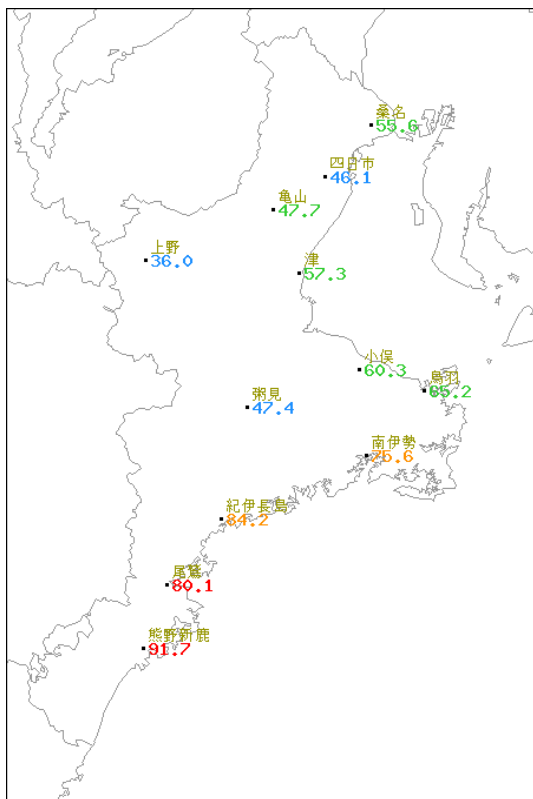 桑名
55.6
四日市
46.1
亀山
47.7
上野
36.0
津
57.3
小俣
60.3
鳥羽
65.2
粥見
47.4
南伊勢
75.6
紀伊長島
84.2
尾鷲
80.1
熊野新鹿
91.7